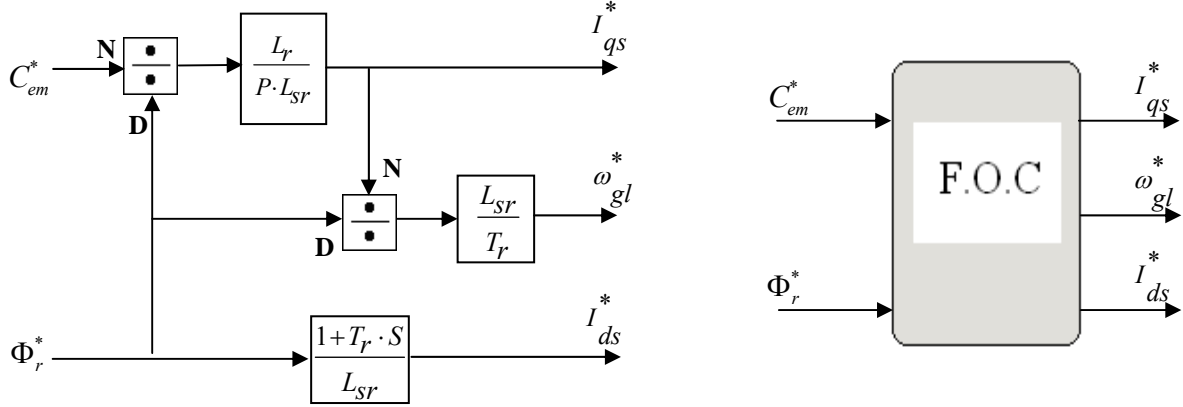 C*em
N
÷
D
Lr
P·Lsr
I*qs
N
D
÷
Lsr
Tr
ω*gl
Φ*r
1+Tr·S
Lsr
I*ds
C*em
Φ*r
F.O.C
I*qs
ω*gl
I*ds